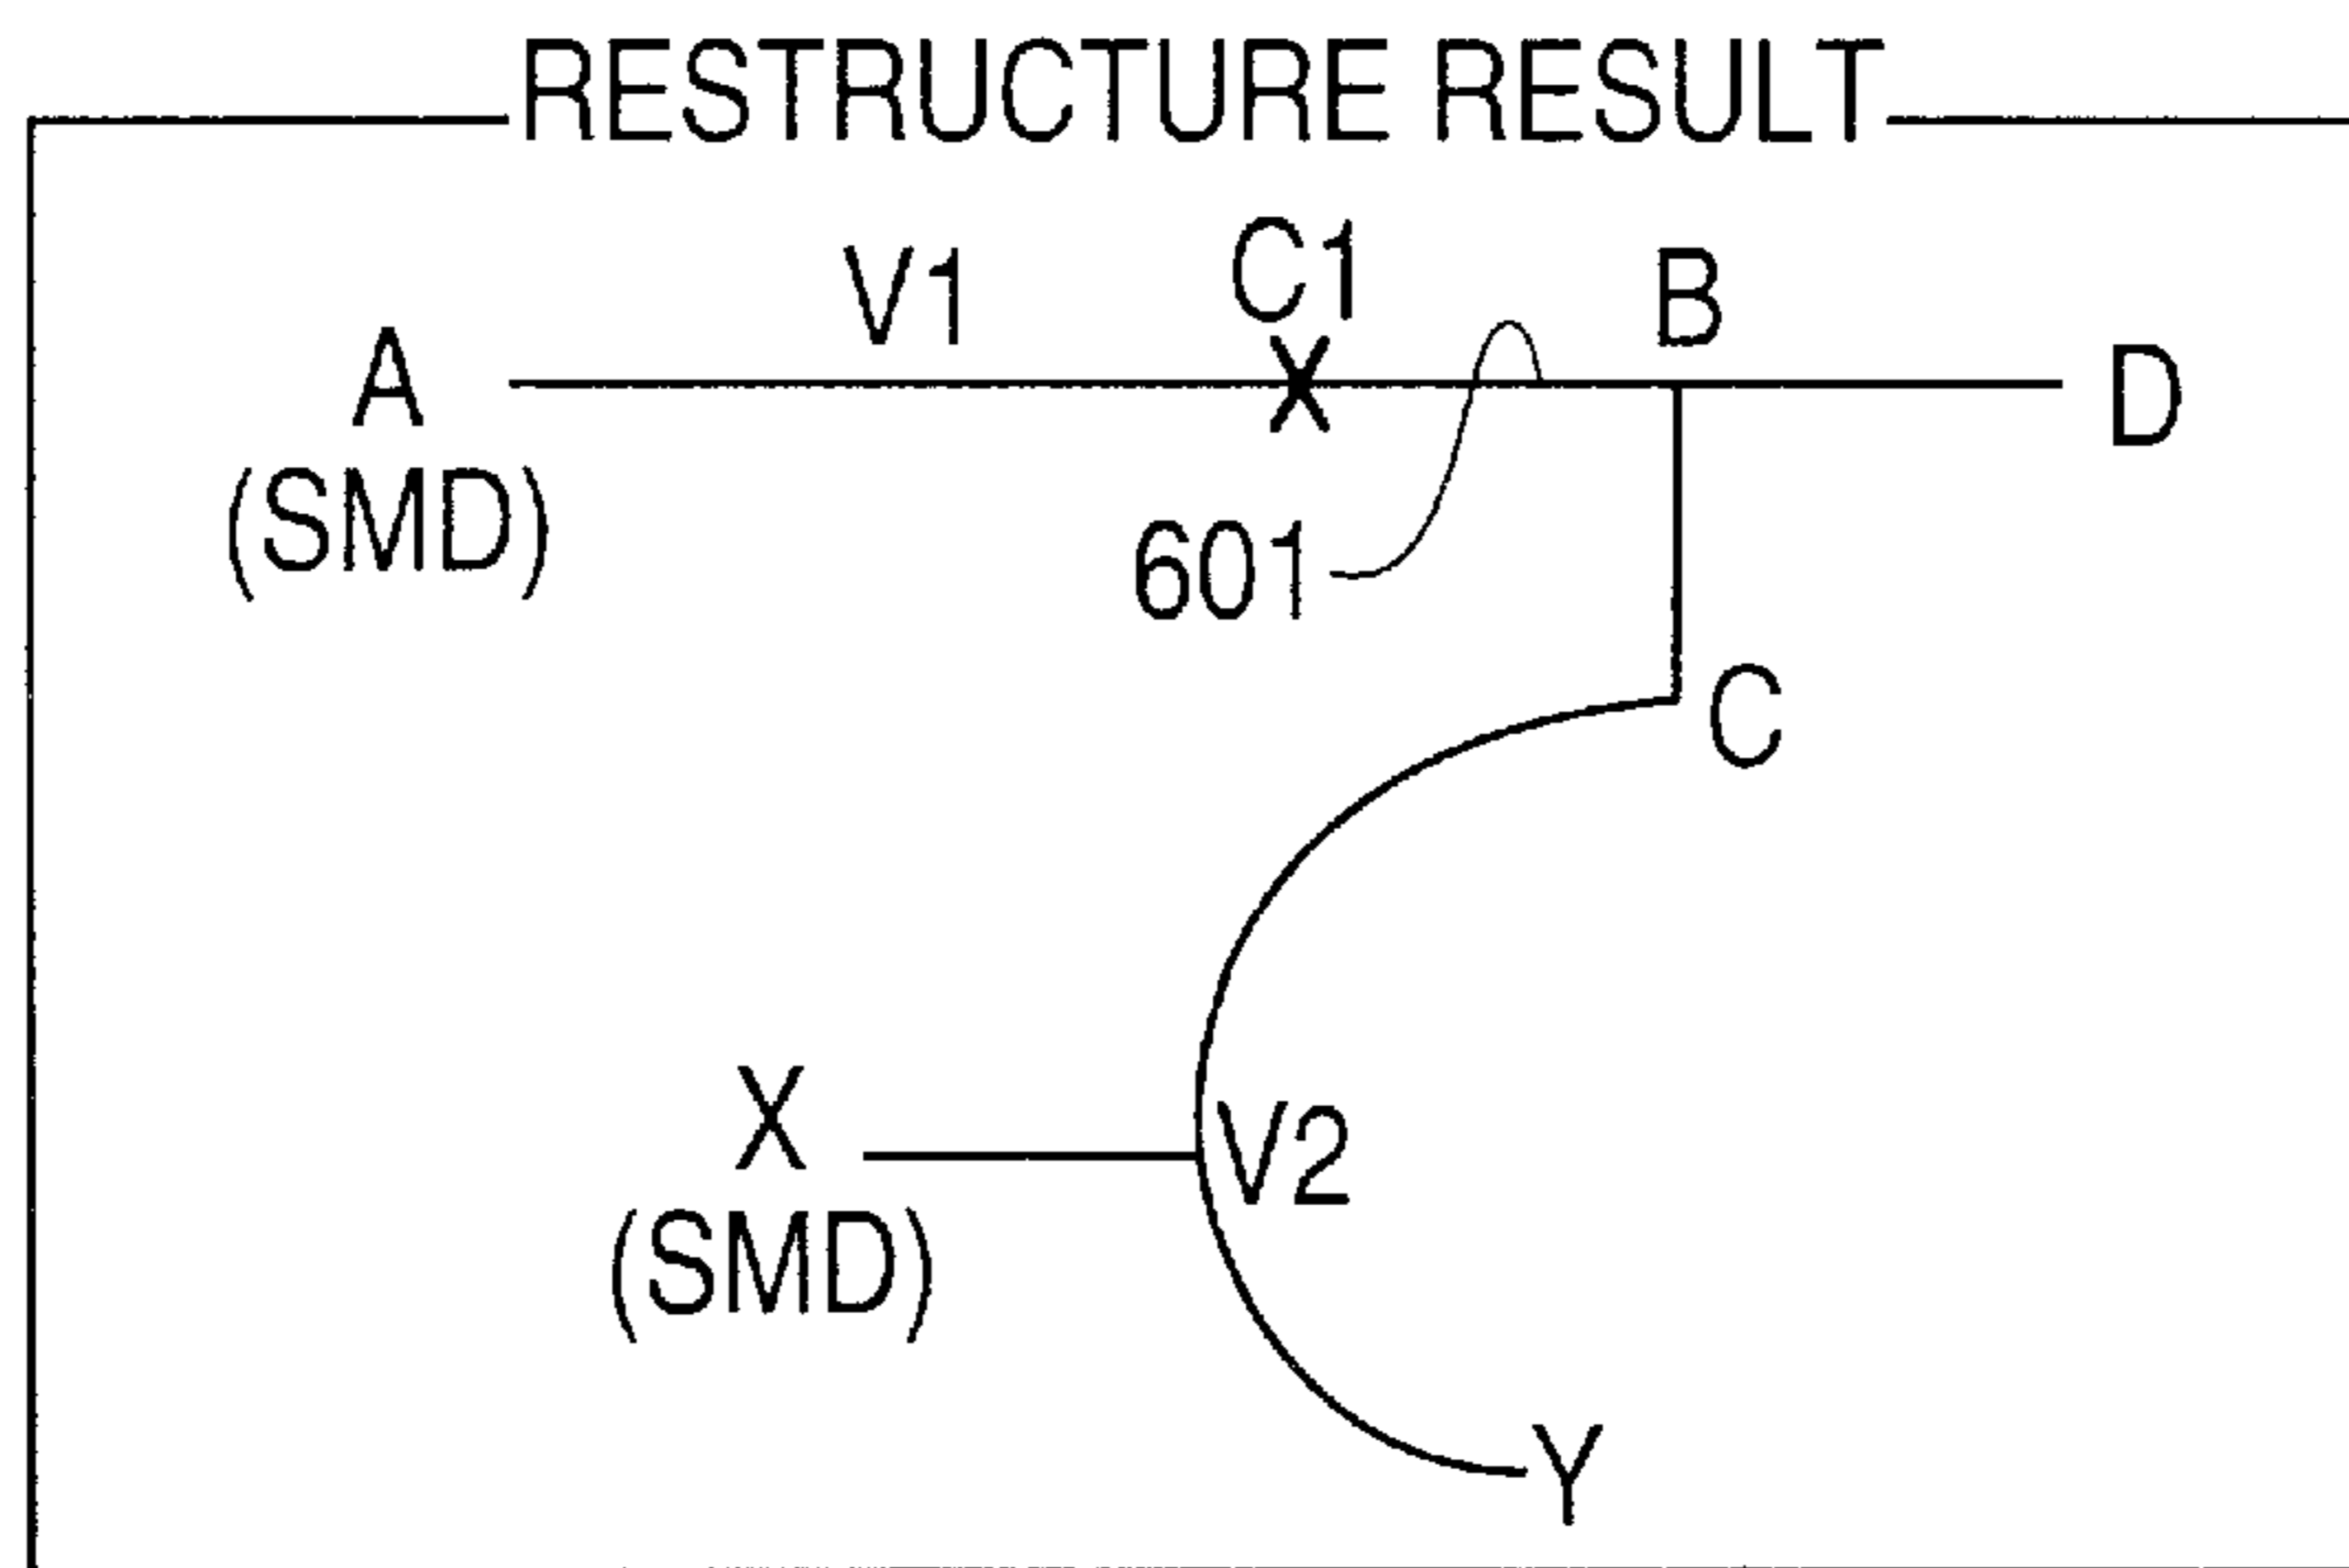 RESTRUCTURE RESULT
V1 C1 B
A D
X
(SMD)
601
C
X V2
(SMD)
Y